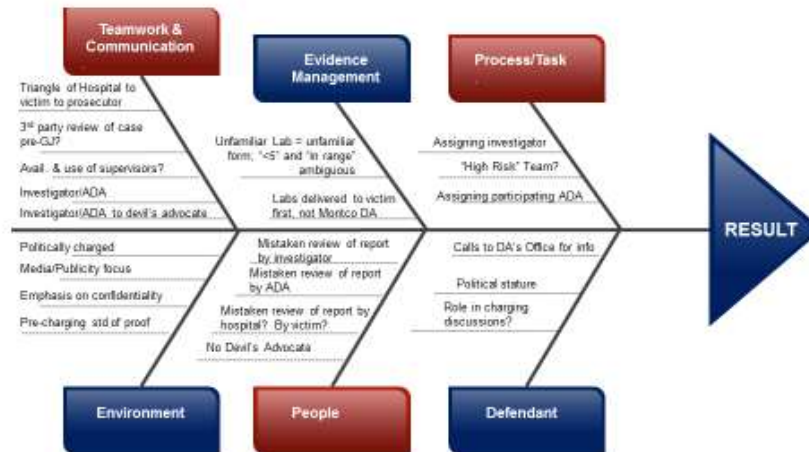 Teamwork &
Communication
Evidence
Management
Process/Task
Triangle of Hospital to
victim to prosecutor
3rd party review of case
pre-GJ?
Avail. & use of supervisors?
Investigator/ADA
Investigator/ADA to devil's advocate
Unfamiliar Lab = unfamiliar
form; "<5" and "in range"
ambiguous
Labs delivered to victim
first, not Montco DA
Assigning investigator
"High Risk" Team?
Assigning participating ADA
RESULT
Politically charged
Media/Publicity focus
Emphasis on confidentiality
Pre-charging std of proof
Mistaken review of report
by investigator
Mistaken review of report
by ADA
Mistaken review of report by
hospital? By victim?
No Devil's Advocate
Calls to DA's Office for info
Political stature
Role in charging
discussions?
Environment
People
Defendant